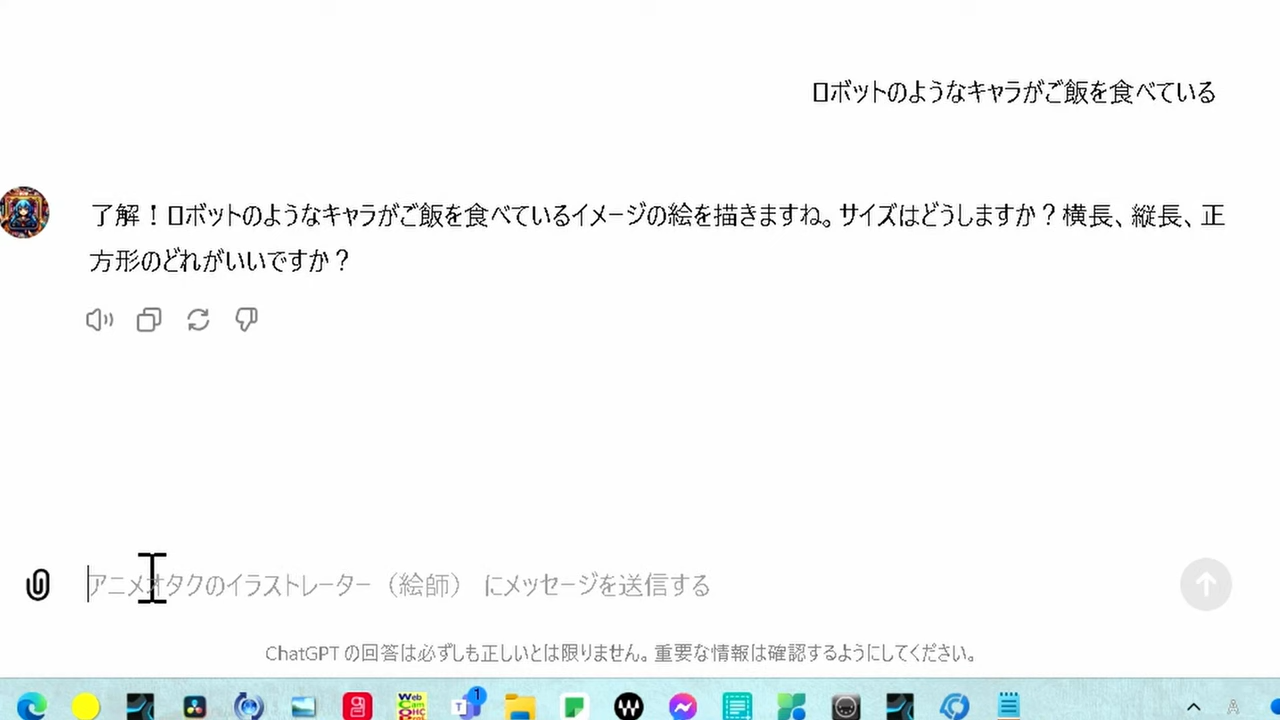 ロボットのようなキャラがご飯を食べている
了解！ロボットのようなキャラがご飯を食べているイメージの絵を描きますね。サイズはどうしますか？横長、縦長、正
方形のどれがいいですか？
アニメオタクのイラストレーター（絵師） にメッセージを送信する
ChatGPT の回答は必ずしも正しいとは限りません。重要な情報は確認するようにしてください。
Web
Cam
1
W
A